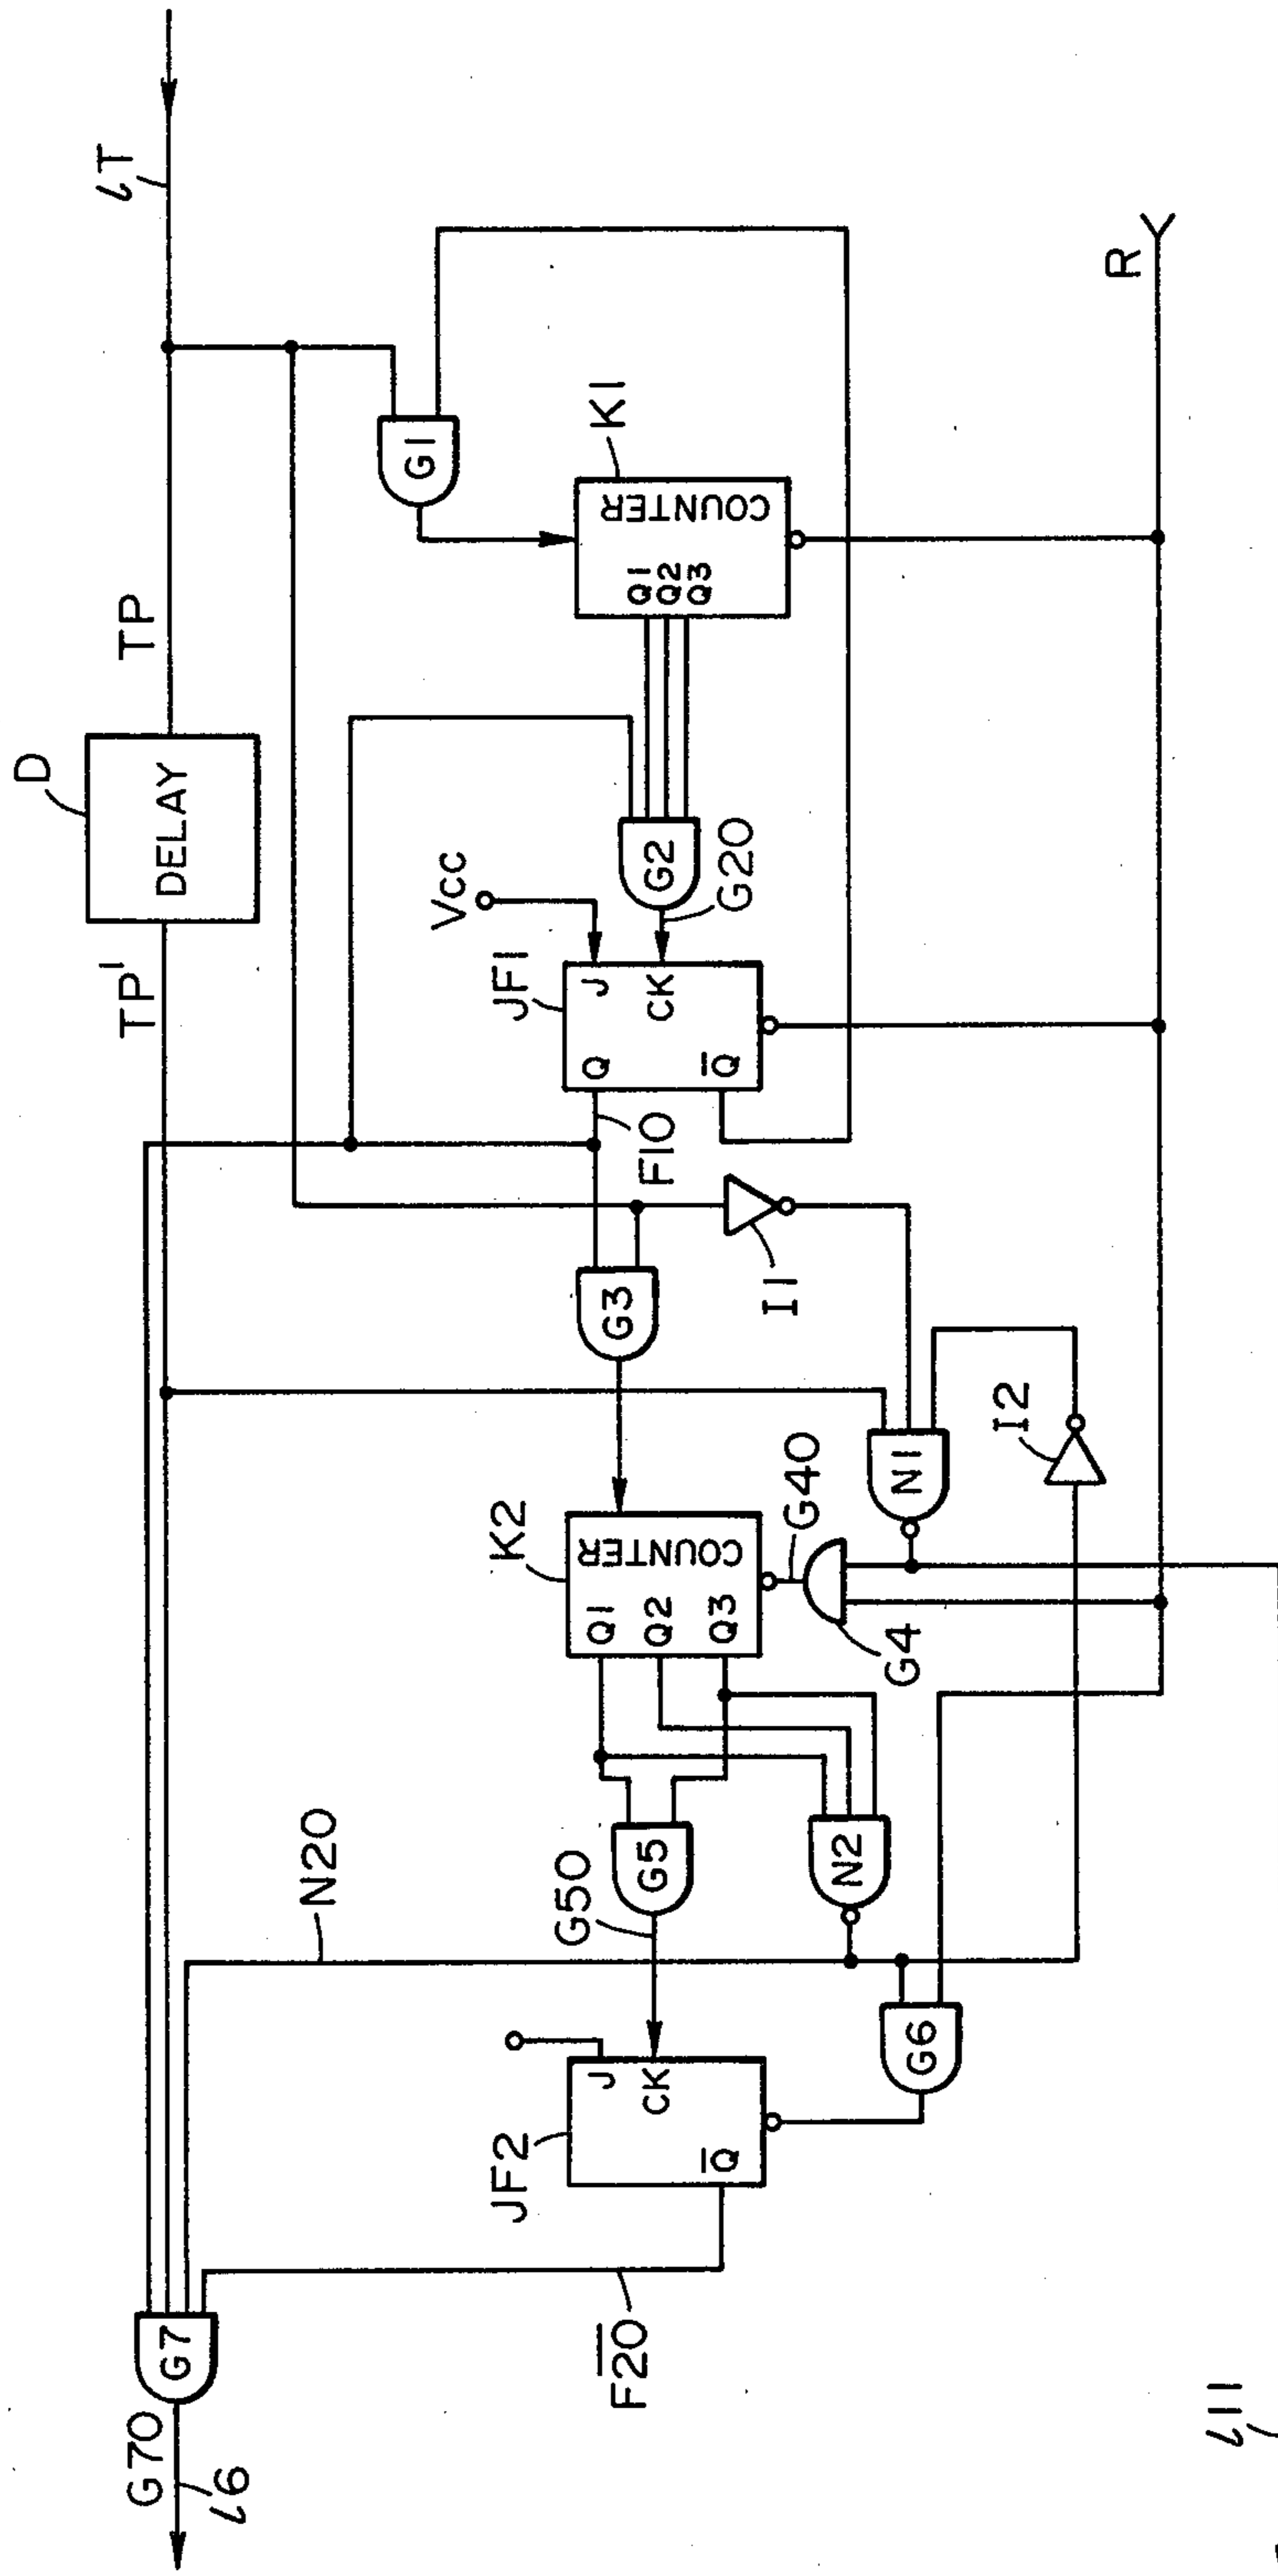 ℓT
TP
D
DELAY
TP'
G1
K1
COUNTER
Q1
Q2
Q3
Vcc
G2
G20
JF1
J
CK
Q
Q̅
F10
R
G3
I1
K2
COUNTER
Q1
Q2
Q3
G40
G4
N1
I2
N20
G5
G50
N2
JF2
J
CK
Q̅
G6
F̅2̅0̅
G7
G70
ℓ6
ℓ11